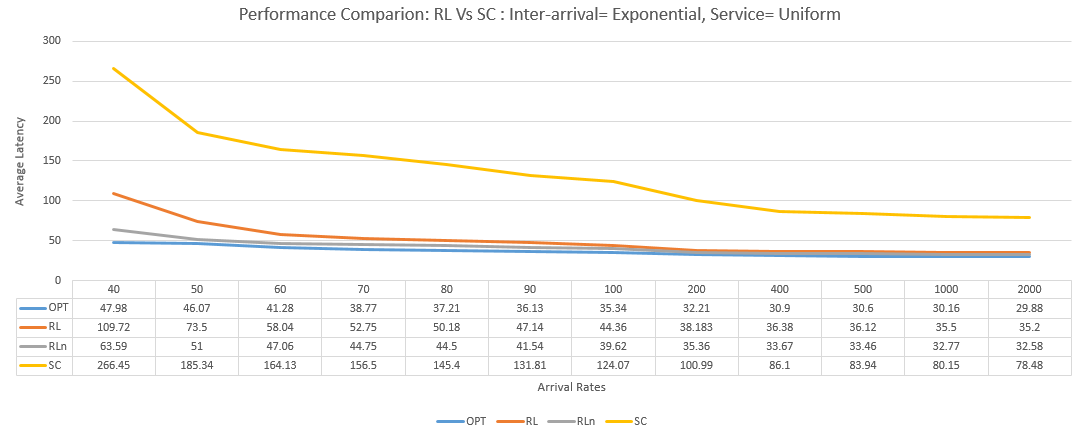 Performance Comparion: RL Vs SC : Inter-arrival= Exponential, Service= Uniform
300
250
200
150
100
50
0
Average Latency
40 50 60 70 80 90 100 200 400 500 1000 2000
OPT 47.98 46.07 41.28 38.77 37.21 36.13 35.34 32.21 30.9 30.6 30.16 29.88
RL 109.72 73.5 58.04 52.75 50.18 47.14 44.36 38.183 36.38 36.12 35.5 35.2
RLn 63.59 51 47.06 44.75 44.5 41.54 39.62 35.36 33.67 33.46 32.77 32.58
SC 266.45 185.34 164.13 156.5 145.4 131.81 124.07 100.99 86.1 83.94 80.15 78.48
Arrival Rates
OPT RL RLn SC